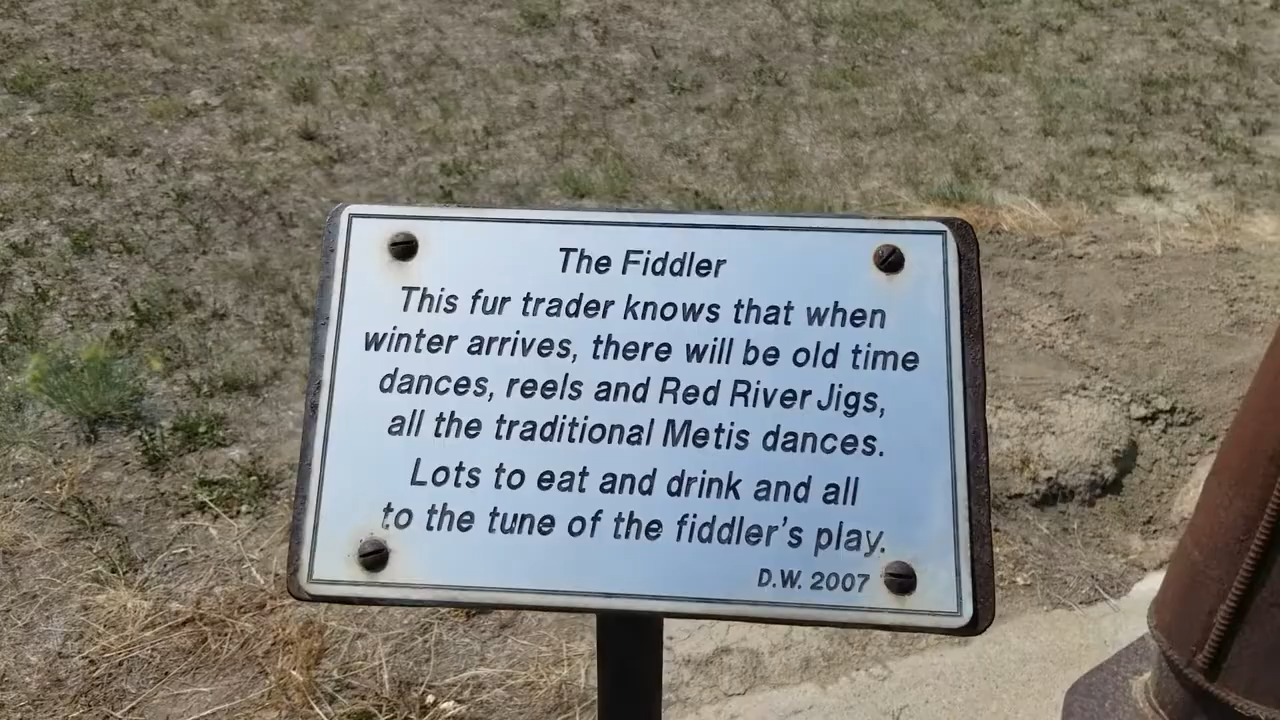 The Fiddler
This fur trader knows that when
winter arrives, there will be old time
dances, reels and Red River Jigs,
all the traditional Metis dances.
Lots to eat and drink and all
to the tune of the fiddler's play.
D.W. 2007